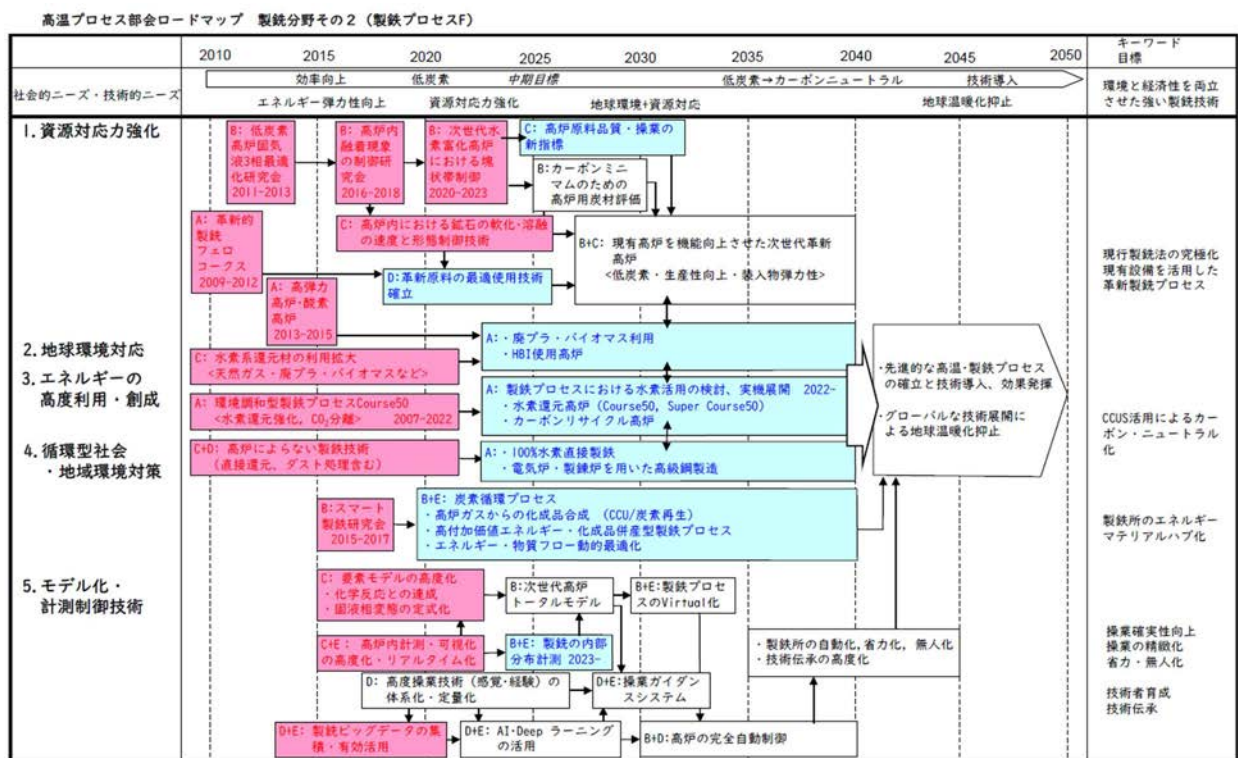 高温プロセス部会ロードマップ　製銑分野その2（製鉄プロセスF）
2010 2015 2020 2025 2030 2035 2040 2045 2050
キーワード
目標
社会的ニーズ・技術的ニーズ
効率向上 低炭素 中期目標 低炭素→カーボンニュートラル 技術導入
エネルギー弾力性向上 資源対応力強化 地球環境+資源対応 地球温暖化抑止
環境と経済性を両立
させた強い製銑技術
1.資源対応力強化
B: 低炭素
高炉固気
液3相最適
化研究会
2011-2013
B: 高炉内
融着現象
の制御研
究会
2016-2018
B: 次世代水
素富化高炉
における塊
状帯制御
2020-2023
C: 高炉原料品質・操業の
新指標
B:カーボンミニ
マムのための
高炉用炭材評価
A: 革新的
製銑
フェロ
コークス
2009-2012
C: 高炉内における鉱石の軟化・溶融
の速度と形態制御技術
D:革新原料の最適使用技術
確立
B+C: 現有高炉を機能向上させた次世代革新
高炉
<低炭素・生産性向上・装入物弾力性>
現行製銑法の究極化
現有設備を活用した
革新製銑プロセス
A: 高弾力
高炉・酸素
高炉
2013-2015
2.地球環境対応
3.エネルギーの
高度利用・創成
C: 水素系還元材の利用拡大
<天然ガス・廃プラ・バイオマスなど>
A:・廃プラ・バイオマス利用
・HBI使用高炉
A: 環境調和型製鉄プロセスCourse50
<水素還元強化, CO₂分離>　2007-2022
A: 製鉄プロセスにおける水素活用の検討、実機展開　2022-
・水素還元高炉 (Course50, Super Course50)
・カーボンリサイクル高炉
・先進的な高温・製鉄プロセス
の確立と技術導入、効果発揮
・グローバルな技術展開に
よる地球温暖化抑止
CCUS活用によるカー
ボン・ニュートラル
化
4.循環型社会
・地域環境対策
C+D: 高炉によらない製鉄技術
(直接還元、ダスト処理含む)
A:・100%水素直接製鉄
・電気炉・製錬炉を用いた高級鋼製造
B:スマート
製鉄研究会
2015-2017
B+E: 炭素循環プロセス
・高炉ガスからの化成品合成　(CCU/炭素再生)
・高付加価値エネルギー・化成品併産型製鉄プロセス
・エネルギー・物質フロー動的最適化
製鉄所のエネルギー
マテリアルハブ化
5.モデル化・
計測制御技術
C: 要素モデルの高度化
・化学反応との達成
・固液相変態の定式化
B:次世代高炉
トータルモデル
B+E:製鉄プロセ
スのVirtual化
C+E: 高炉内計測・可視化
の高度化・リアルタイム化
B+E: 製銑の内部
分布計測 2023-
・製鉄所の自動化,省力化, 無人化
・技術伝承の高度化
操業確実性向上
操業の精緻化
省力・無人化
D: 高度操業技術 (感覚・経験) の
体系化・定量化
D+E:操業ガイダン
スシステム
技術者育成
技術伝承
D+E: 製銑ビッグデータの集
積・有効活用
D+E: AI・Deep ラーニング
の活用
B+D:高炉の完全自動制御